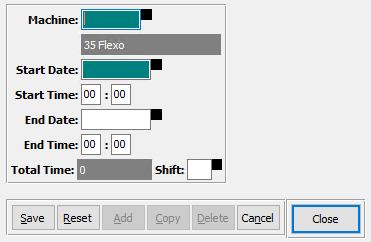 Machine:
35 Flexo
Start Date:
Start Time: 00 : 00
End Date:
End Time: 00 : 00
Total Time: 0 Shift:
Save Reset Add Copy Delete Cancel Close